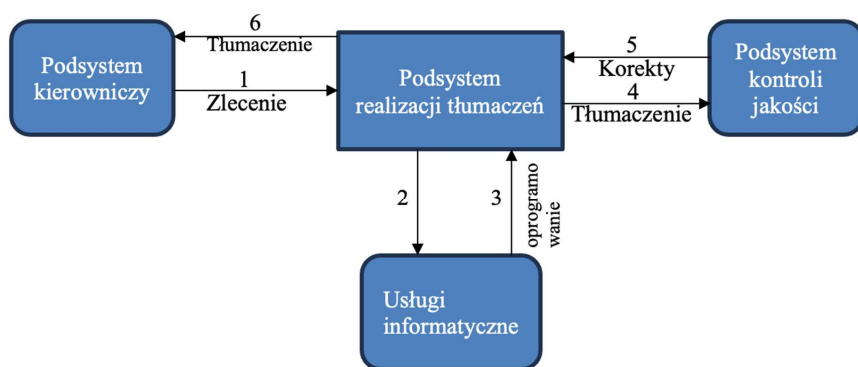 6
Tłumaczenie
Podsystem
kierowniczy
1
Zlecenie
Podsystem
realizacji tłumaczeń
5
Korekty
4
Tłumaczenie
Podsystem
kontroli
jakości
2
3
oprogramo
wanie
Usługi
informatyczne